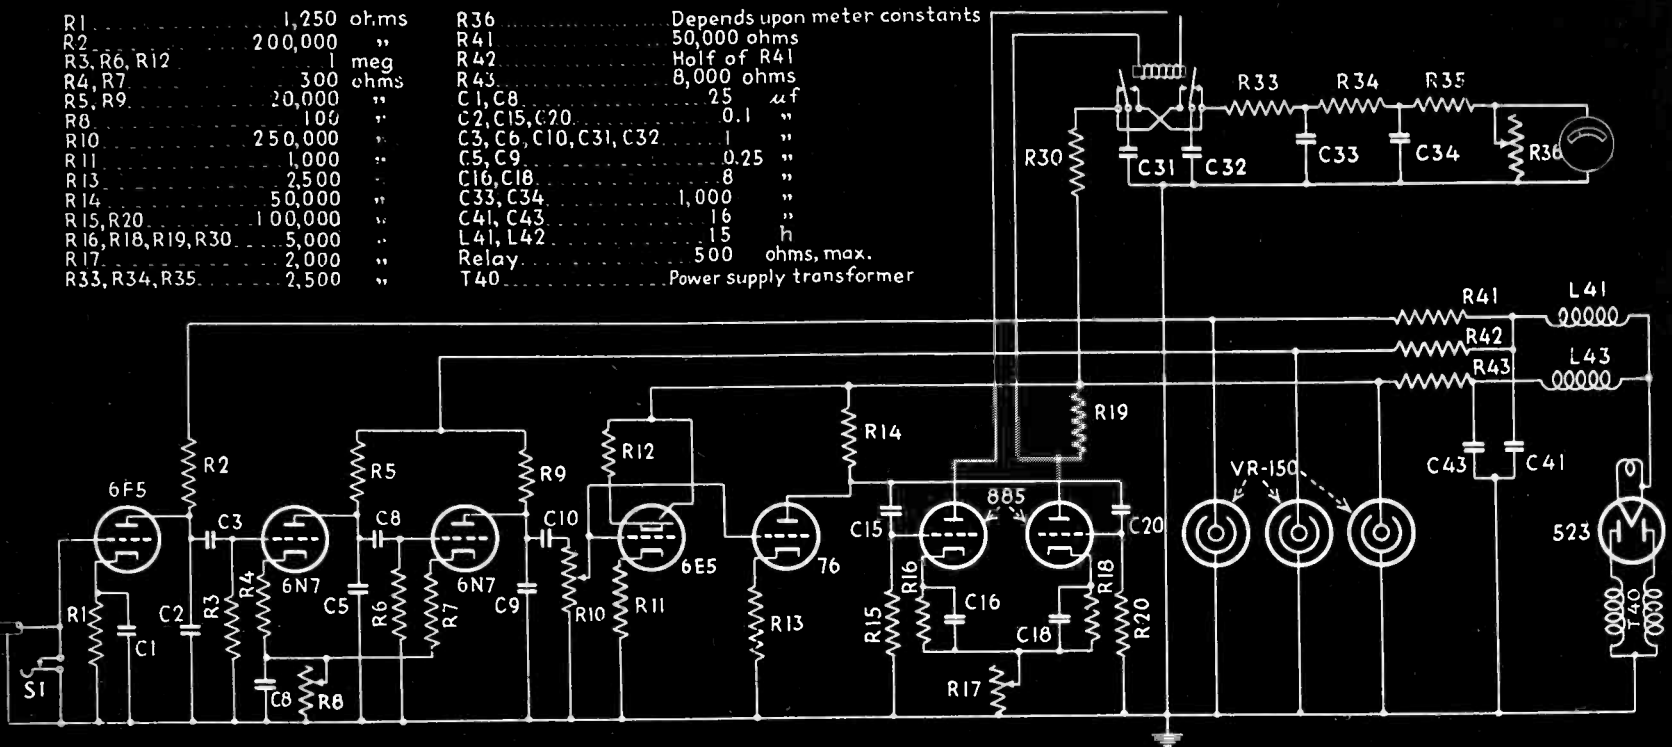 R1 1,250 ohms
R2 200,000 "
R3, R6, R12 1 meg
R4, R7 300 ohms
R5, R9 20,000 "
R8 100 "
R10 250,000 "
R11 1,000 "
R13 2,500 "
R14 50,000 "
R15, R20 100,000 "
R16, R18, R19, R30 5,000 "
R17 2,000 "
R33, R34, R35 2,500 "
R36 Depends upon meter constants
R41 50,000 ohms
R42 Half of R41
R43 8,000 ohms
C1, C8 25 μf
C2, C15, C20 0.1 "
C3, C6, C10, C31, C32 1 "
C5, C9 0.25 "
C16, C18 8 "
C33, C34 1,000 "
C41, C43 16 "
L41, L42 15 h
Relay 500 ohms, max.
T40 Power supply transformer
R33 R34 R35
R30 C31 C32 C33 C34 R36
R41 L41
R42
R43 L43
R19
R2 R5 R9 R12 R14
C43 C41
VR-150
6F5 C3 C8 C10 885
C15 C20
523
6N7 6N7 6E5 76
R1 C1 C2 R3 R4 C5 R6 R7 C9 R10 R11 R13 R15 R16 C16 C18 R18 R20
T40
S1 C8 R8 R17